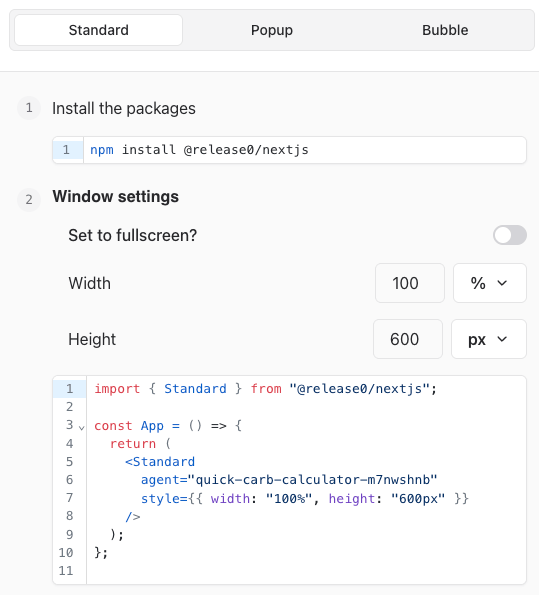 Standard Popup Bubble
1 Install the packages
1 npm install @release0/nextjs
2 Window settings
Set to fullscreen?
Width 100 %
Height 600 px
1 import { Standard } from "@release0/nextjs";
2
3 const App = () => {
4 return (
5 <Standard
6 agent="quick-carb-calculator-m7nwshnb"
7 style={{ width: "100%", height: "600px" }}
8 />
9 );
10 };
11